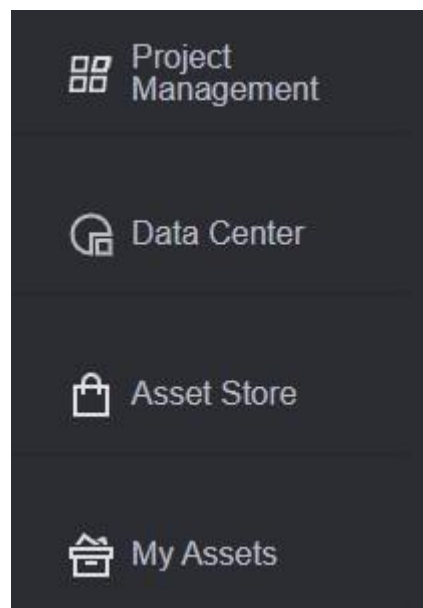 Project
Management
Data Center
Asset Store
My Assets